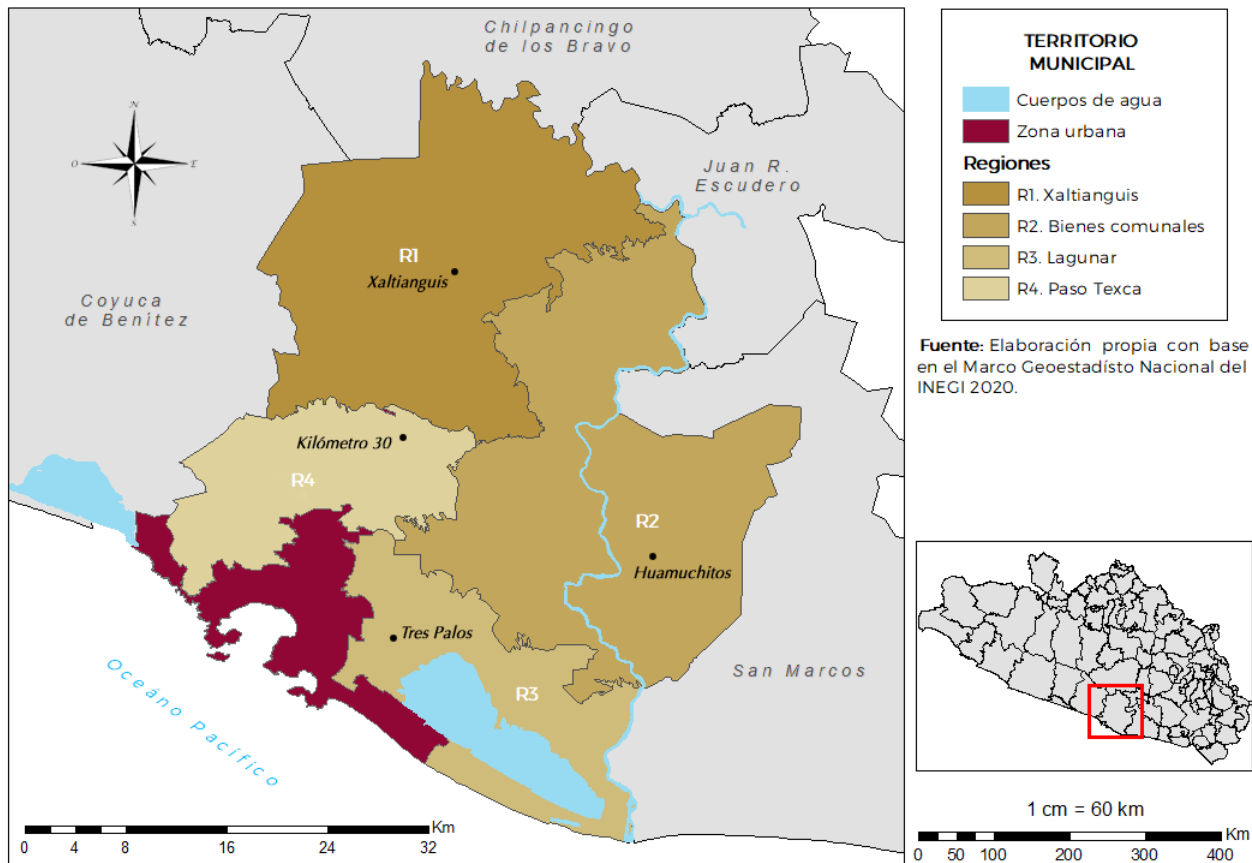 Chilpancingo
de los Bravo
N
O
E
S
Juan R.
Escudero
R1
Xaltianguis
Coyuca
de Benítez
Kilómetro 30
R4
R2
Huamuchitos
Tres Palos
San Marcos
R3
Oceáno Pacífico
0 4 8 16 24 32 Km
TERRITORIO
MUNICIPAL
Cuerpos de agua
Zona urbana
Regiones
R1. Xaltianguis
R2. Bienes comunales
R3. Lagunar
R4. Paso Texca
Fuente: Elaboración propia con base
en el Marco Geoestadísto Nacional del
INEGI 2020.
1 cm = 60 km
Km
0 50 100 200 300 400